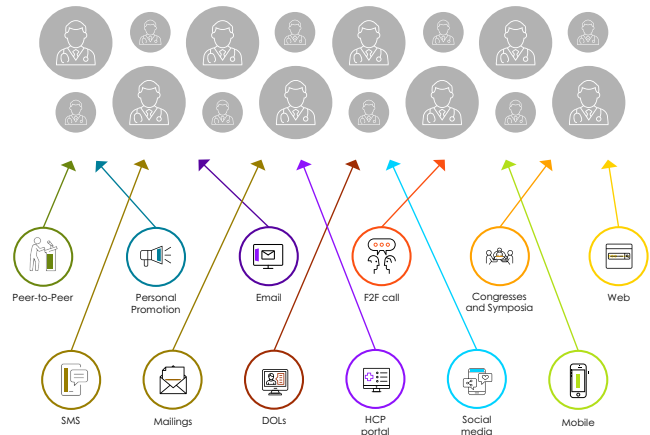 Peer-to-Peer
Personal
Promotion
Email
F2F call
Congresses
and Symposia
Web
SMS
Mailings
DOLs
HCP
portal
Social
media
Mobile